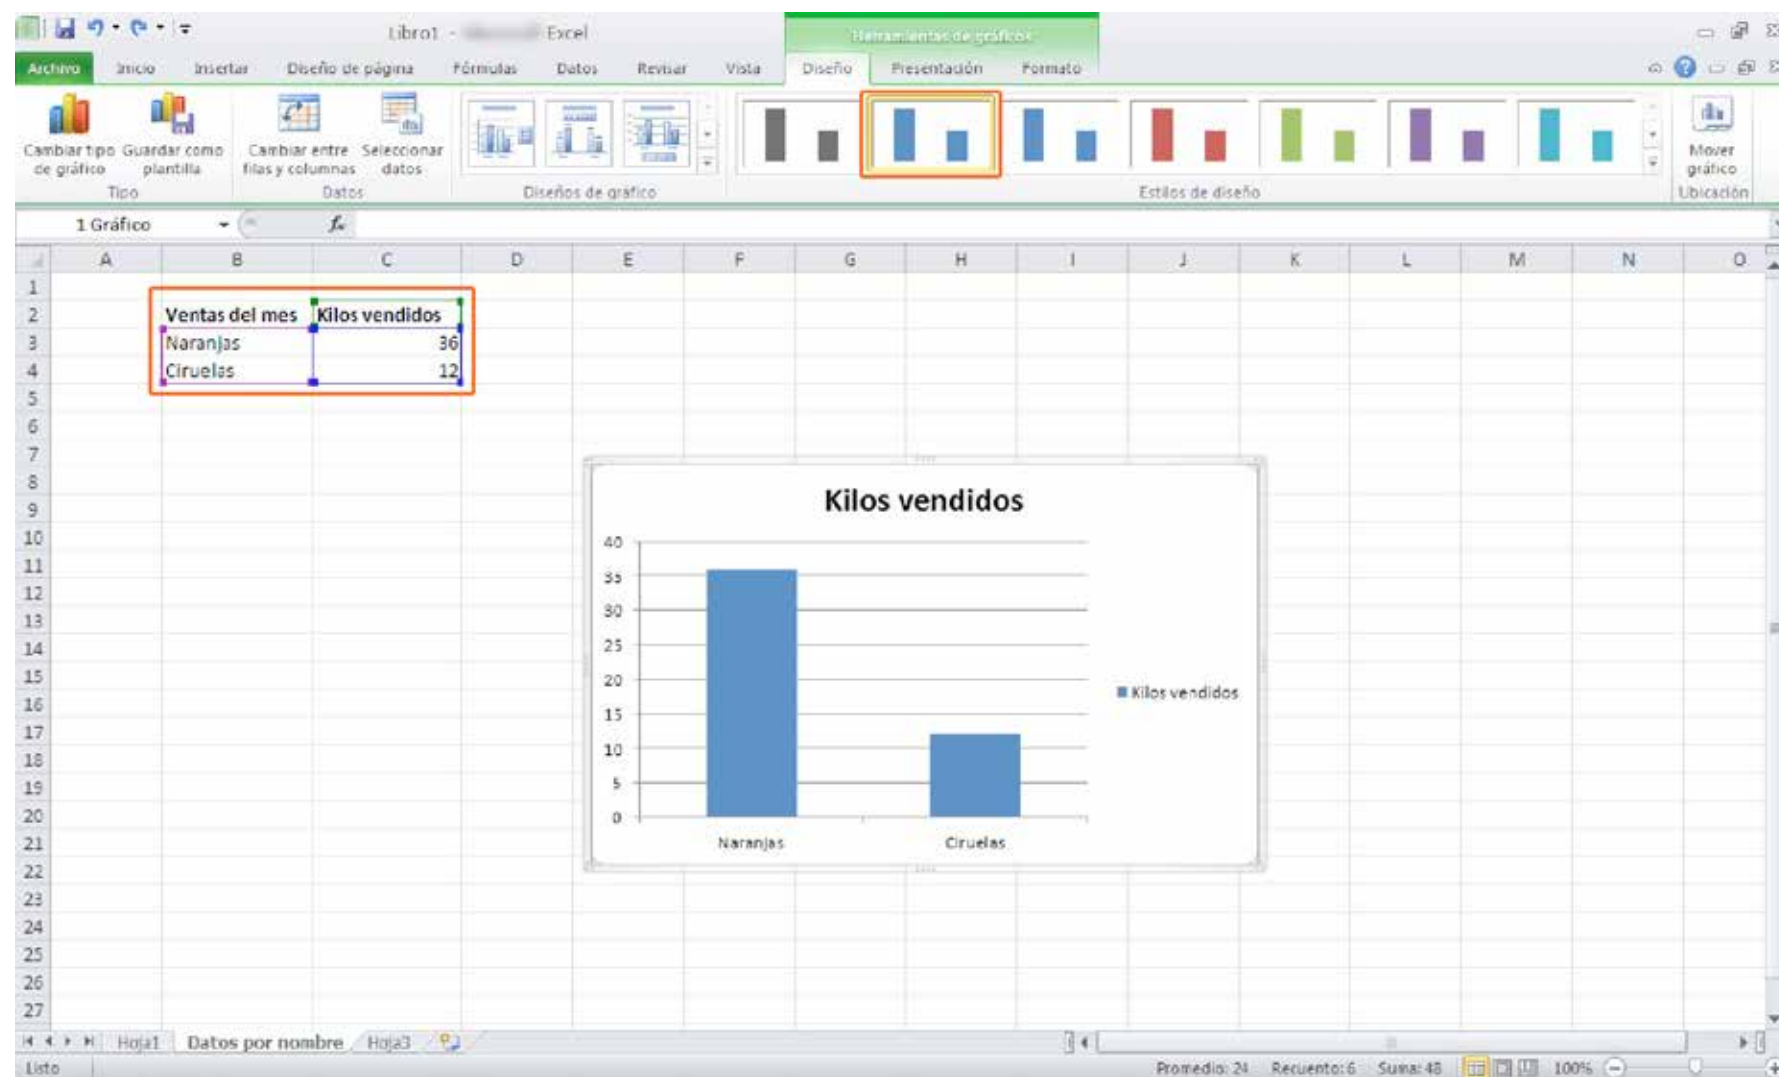 Libro1 - Excel
Herramientas de gráficos
Archivo Inicio Insertar Diseño de página Fórmulas Datos Revisar Vista Diseño Presentación Formato
Cambiar tipo de gráfico
Guardar como plantilla
Cambiar entre filas y columnas
Seleccionar datos
Mover gráfico
Tipo Datos Diseños de gráfico Estilos de diseño Ubicación
1 Gráfico fx
A B C D E F G H I J K L M N O
1
2 Ventas del mes Kilos vendidos
3 Naranjas 36
4 Ciruelas 12
5
6
7
8
9
10
11
12
13
14
15
16
17
18
19
20
21
22
23
24
25
26
27
Kilos vendidos
40
35
30
25
20
15
10
5
0
Naranjas Ciruelas
Kilos vendidos
Hoja1 Datos por nombre Hoja3
Listo Promedio: 24 Recuento: 6 Suma: 48 100%